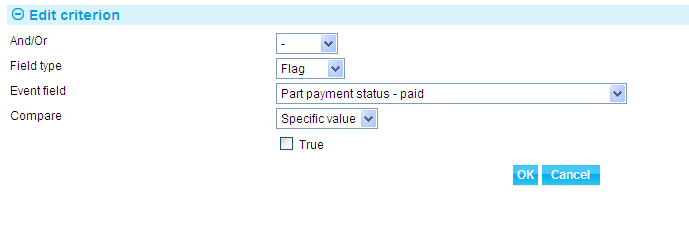 Edit criterion
And/Or -
Field type Flag
Event field Part payment status - paid
Compare Specific value
True
OK Cancel